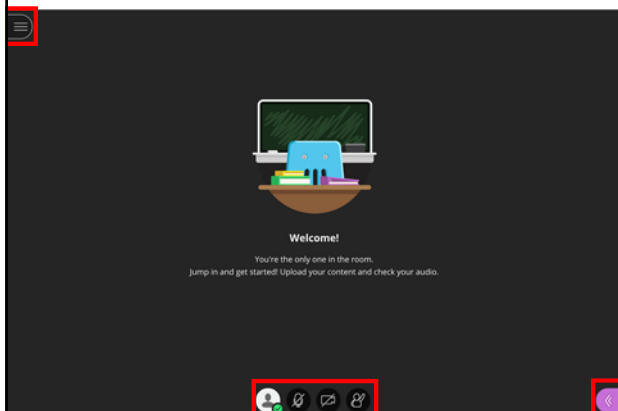 Welcome!
You're the only one in the room.
Jump in and get started! Upload your content and check your audio.